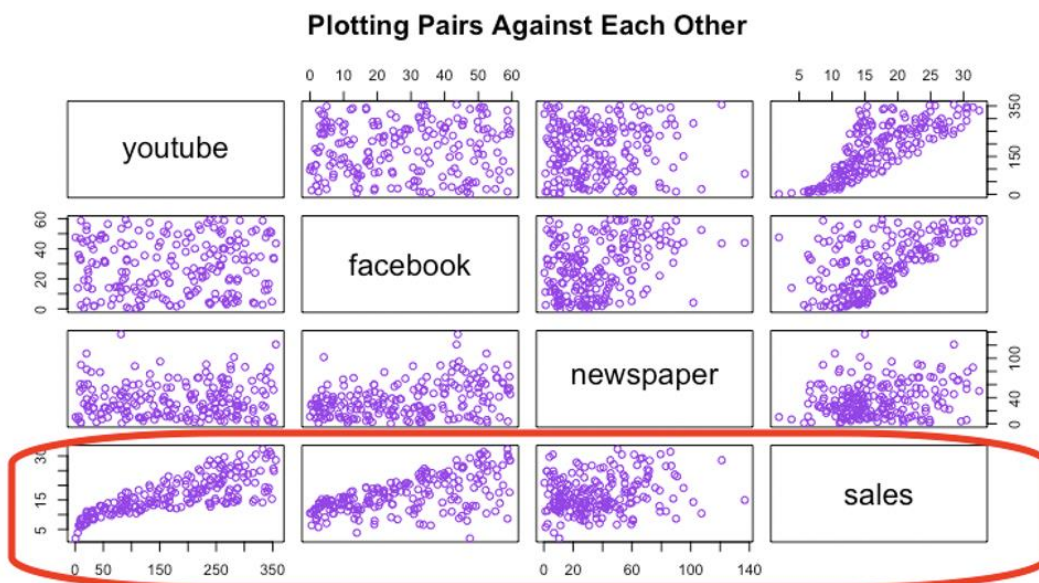 Plotting Pairs Against Each Other
0 10 20 30 40 50 60
5 10 15 20 25 30
youtube
0 150 350
0 20 40 60
facebook
newspaper
0 40 100
5 15 30
sales
0 50 150 250 350
0 20 60 100 140